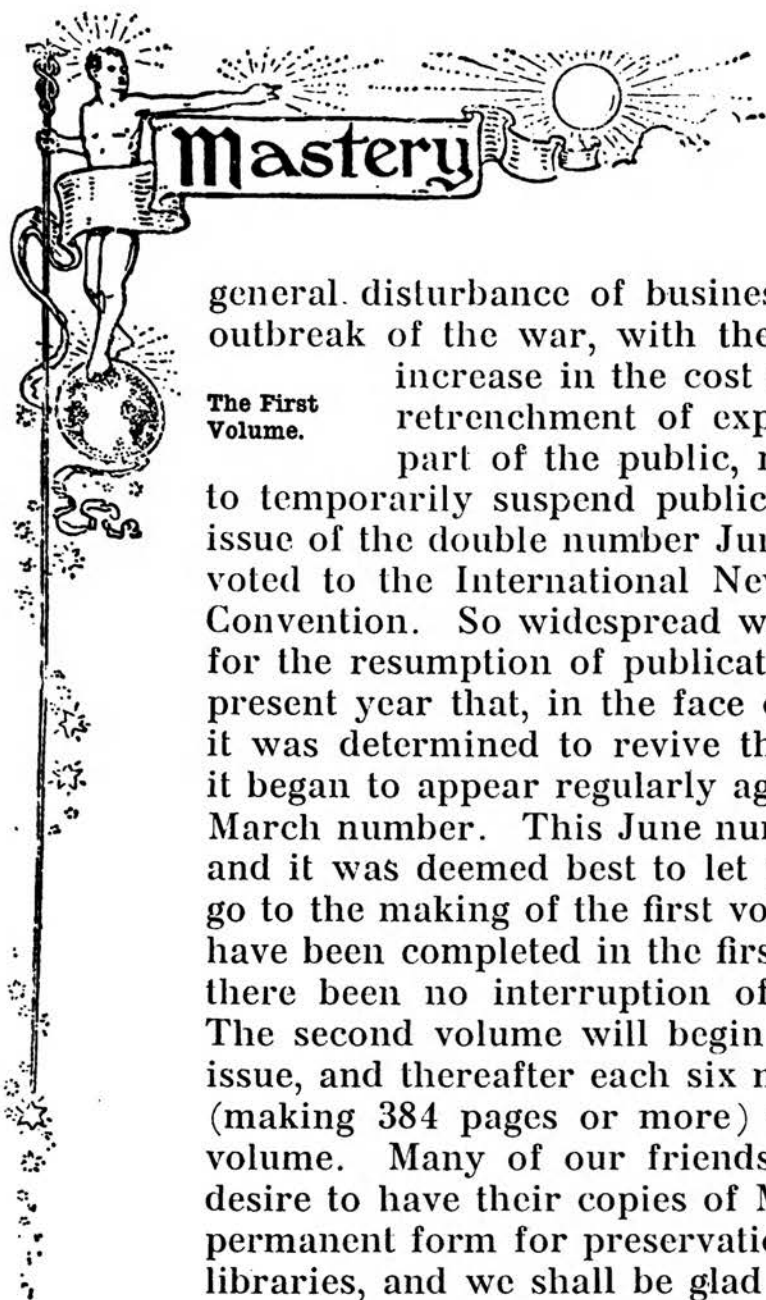 Mastery
general disturbance of busines
outbreak of the war, with the
increase in the cost
The First
Volume.
retrenchment of exp
part of the public, 
to temporarily suspend public
issue of the double number Jun
voted to the International Ne
Convention. So widespread w
for the resumption of publicat
present year that, in the face
it was determined to revive th
it began to appear regularly ag
March number. This June nu
and it was deemed best to let
go to the making of the first vo
have been completed in the firs
there been no interruption of
The second volume will begin
issue, and thereafter each six
(making 384 pages or more)
volume. Many of our friends
desire to have their copies of
permanent form for preservati
libraries, and we shall be glad